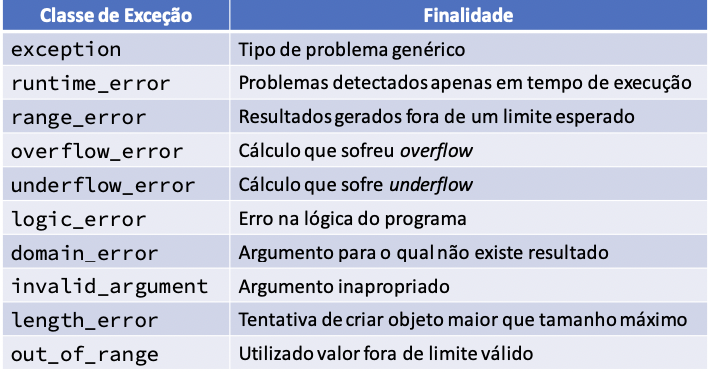 Classe de Exceção Finalidade
exception Tipo de problema genérico
runtime_error Problemas detectados apenas em tempo de execução
range_error Resultados gerados fora de um limite esperado
overflow_error Cálculo que sofreu overflow
underflow_error Cálculo que sofre underflow
logic_error Erro na lógica do programa
domain_error Argumento para o qual não existe resultado
invalid_argument Argumento inapropriado
length_error Tentativa de criar objeto maior que tamanho máximo
out_of_range Utilizado valor fora de limite válido